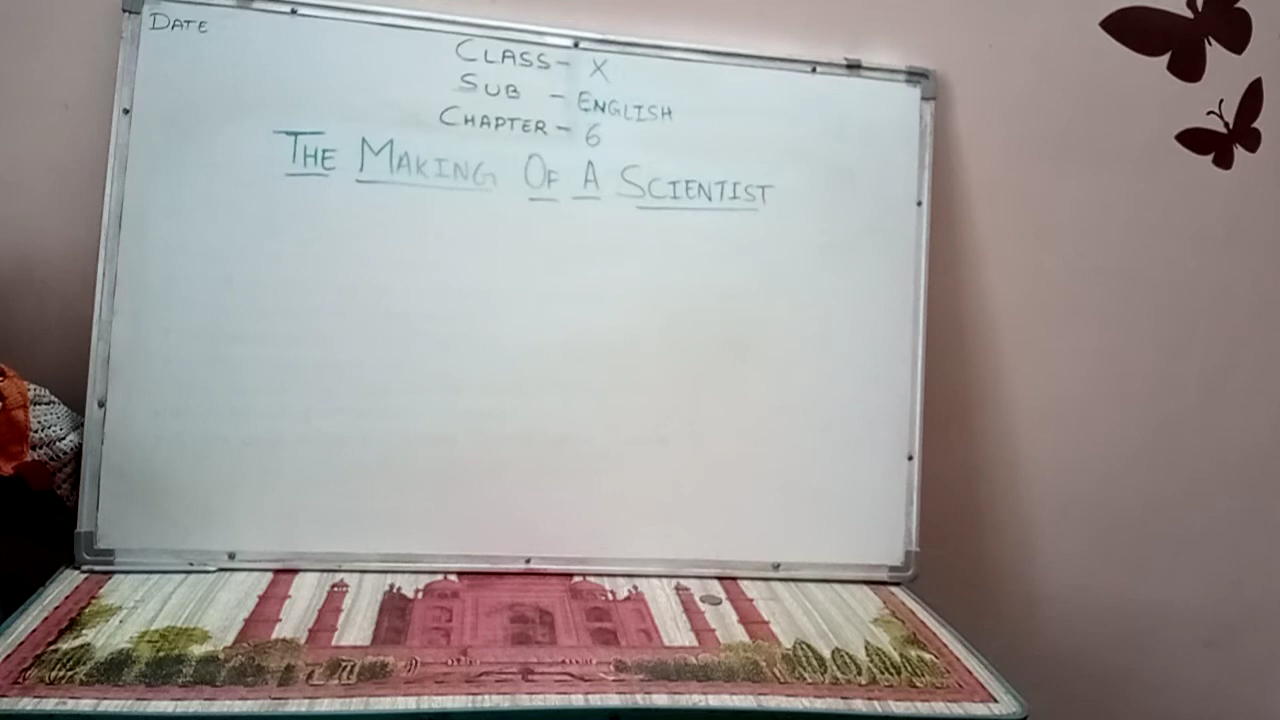 DATE
CLASS- X
SUB - ENGLISH
CHAPTER- 6
THE MAKING OF A SCIENTIST